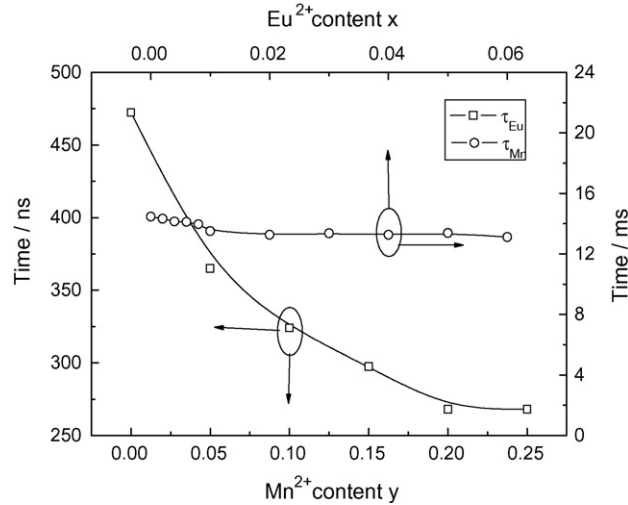 Eu²⁺content x
0.00 0.02 0.04 0.06
500 24
τEu
τMn
450 20
400 16
350 12
300 8
4
250 0
Time / ns
Time / ms
0.00 0.05 0.10 0.15 0.20 0.25
Mn²⁺content y